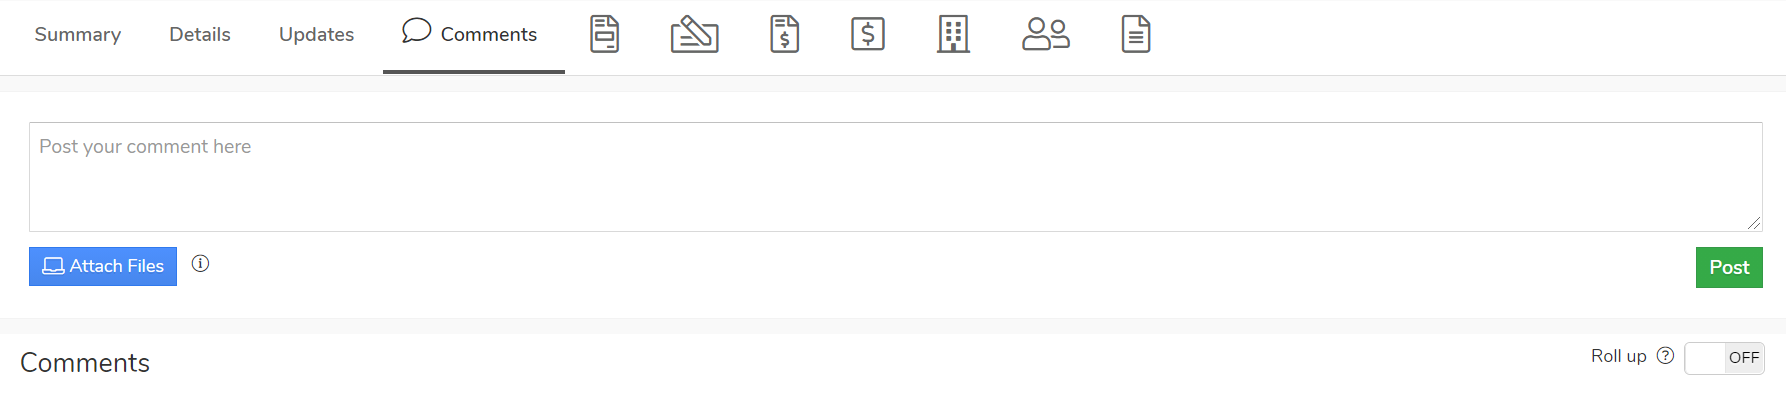 Summary Details Updates Comments
Post your comment here
Attach Files
Post
Comments
Roll up OFF